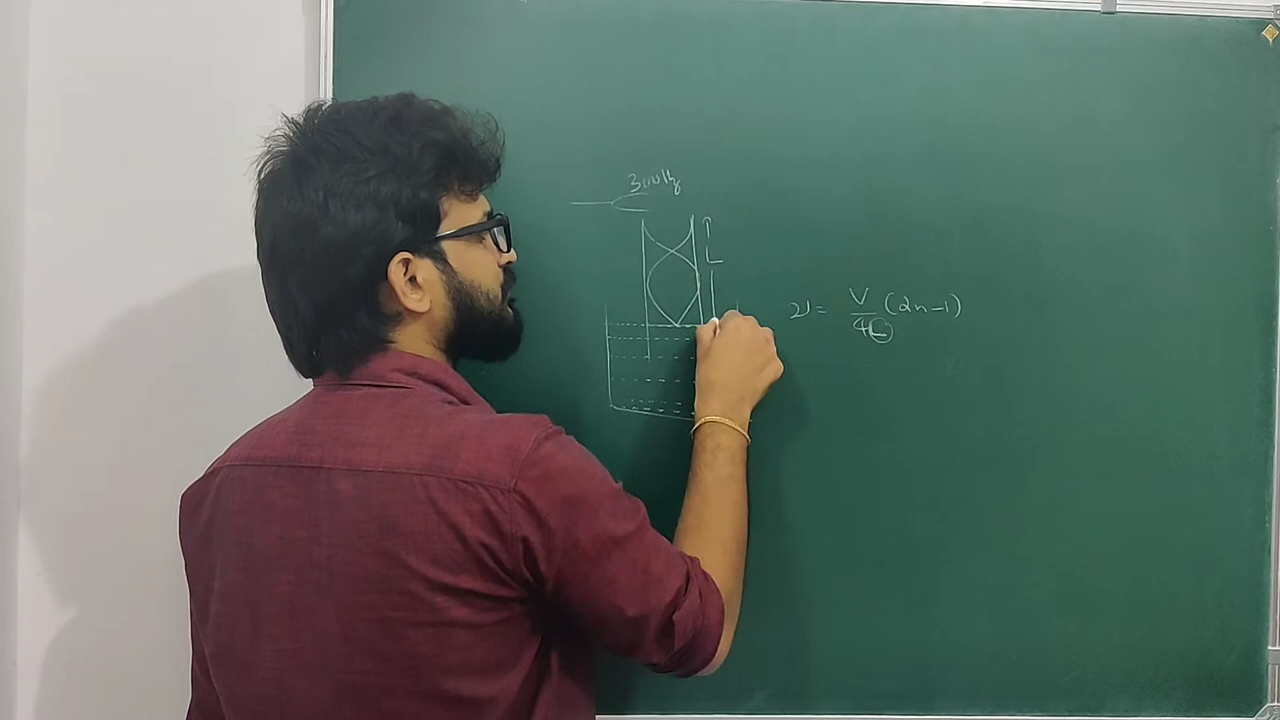 300Hz
L
ν = V/4L (2n-1)